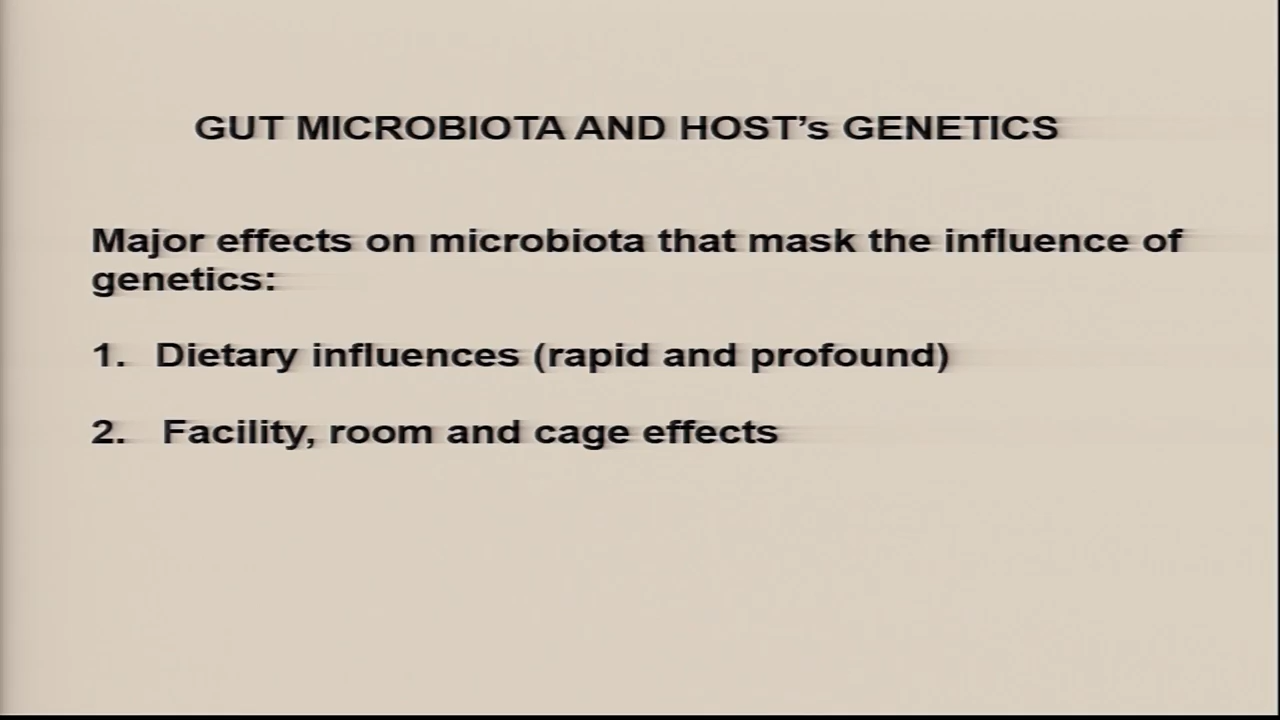 GUT MICROBIOTA AND HOST's GENETICS
Major effects on microbiota that mask the influence of
genetics:
1. Dietary influences (rapid and profound)
2. Facility, room and cage effects